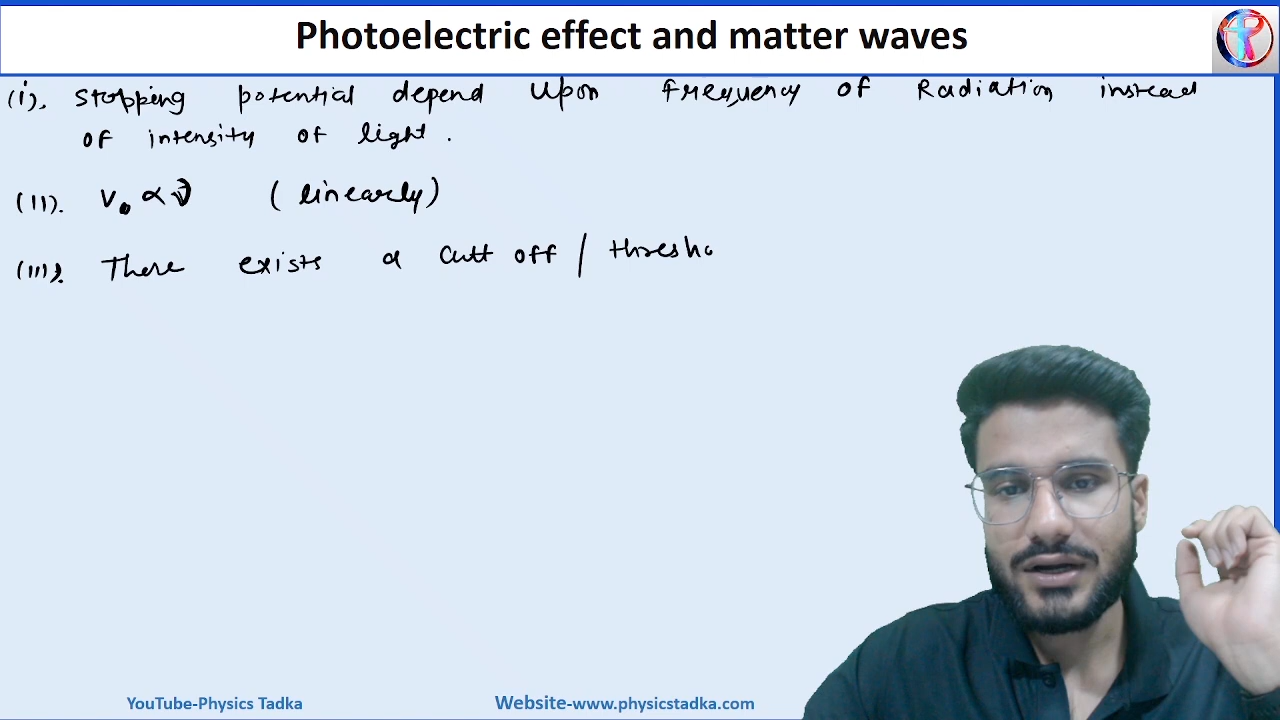 Photoelectric effect and matter waves
(i). Stopping potential depend upon frequency of Radiation instead
of intensity of light.
(II). V₀ ∝ ν (linearly)
(III). There exists a cutt off / thresho
YouTube-Physics Tadka
Website-www.physicstadka.com